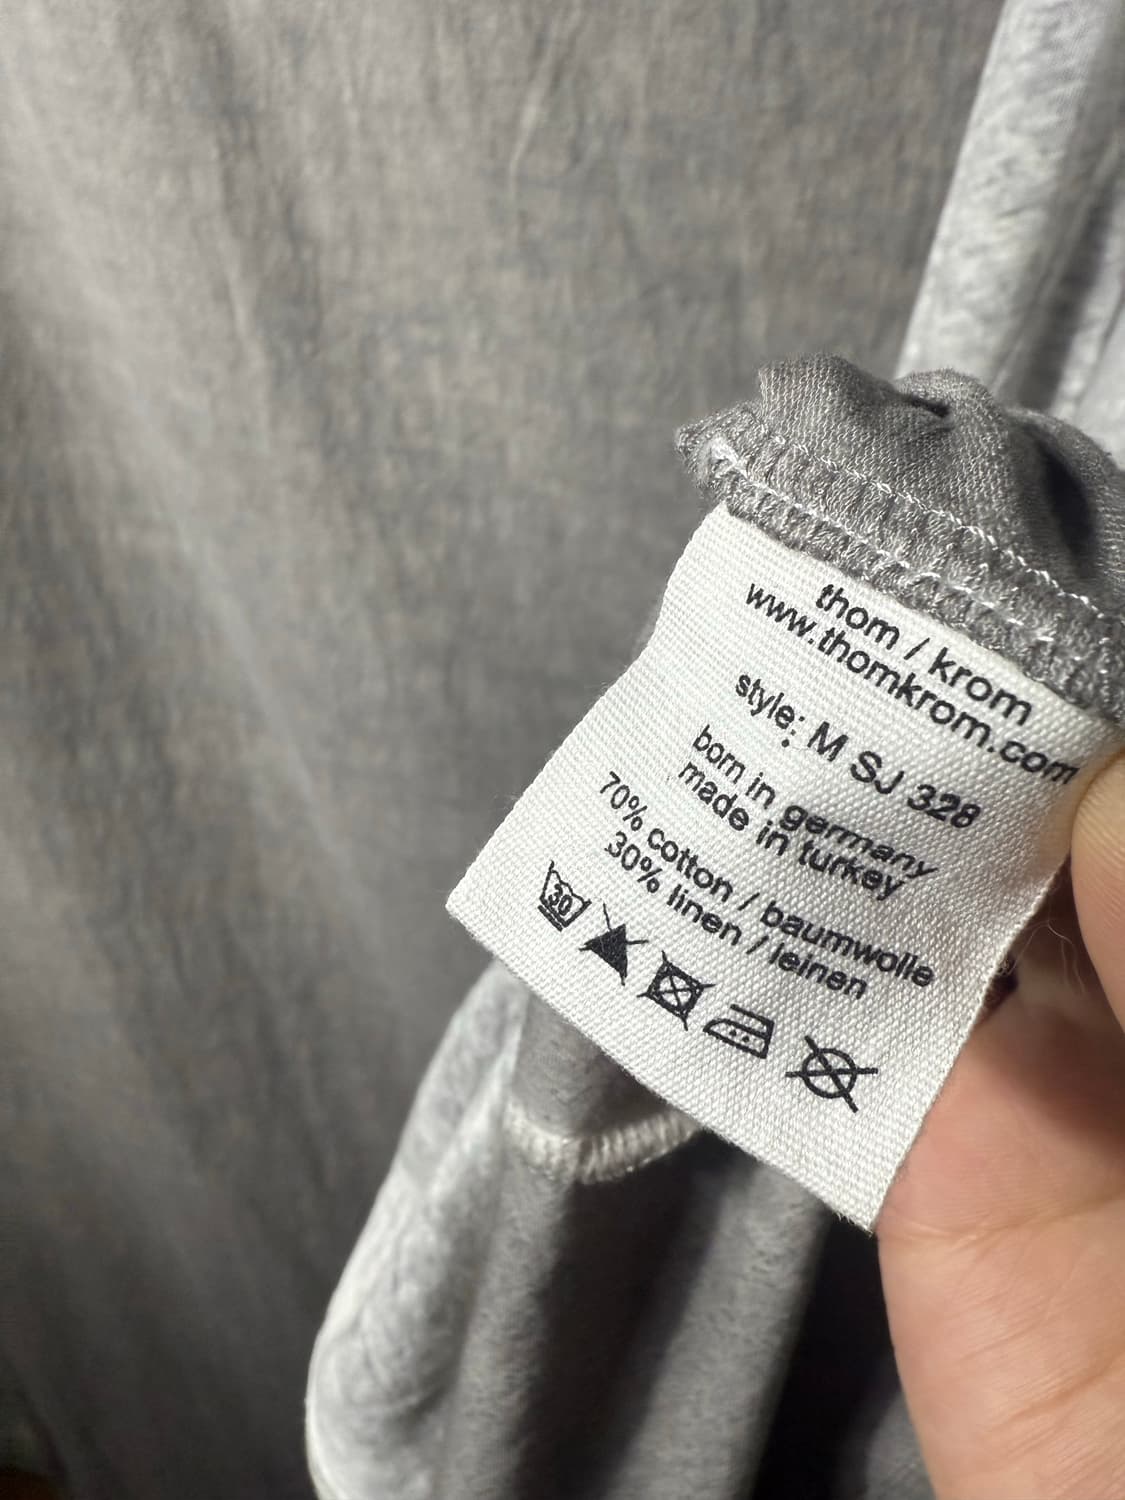 thom / krom
www.thomkrom.com
style: M SJ 328
born in germany
made in turkey
70% cotton / baumwolle
30% linen / leinen
30